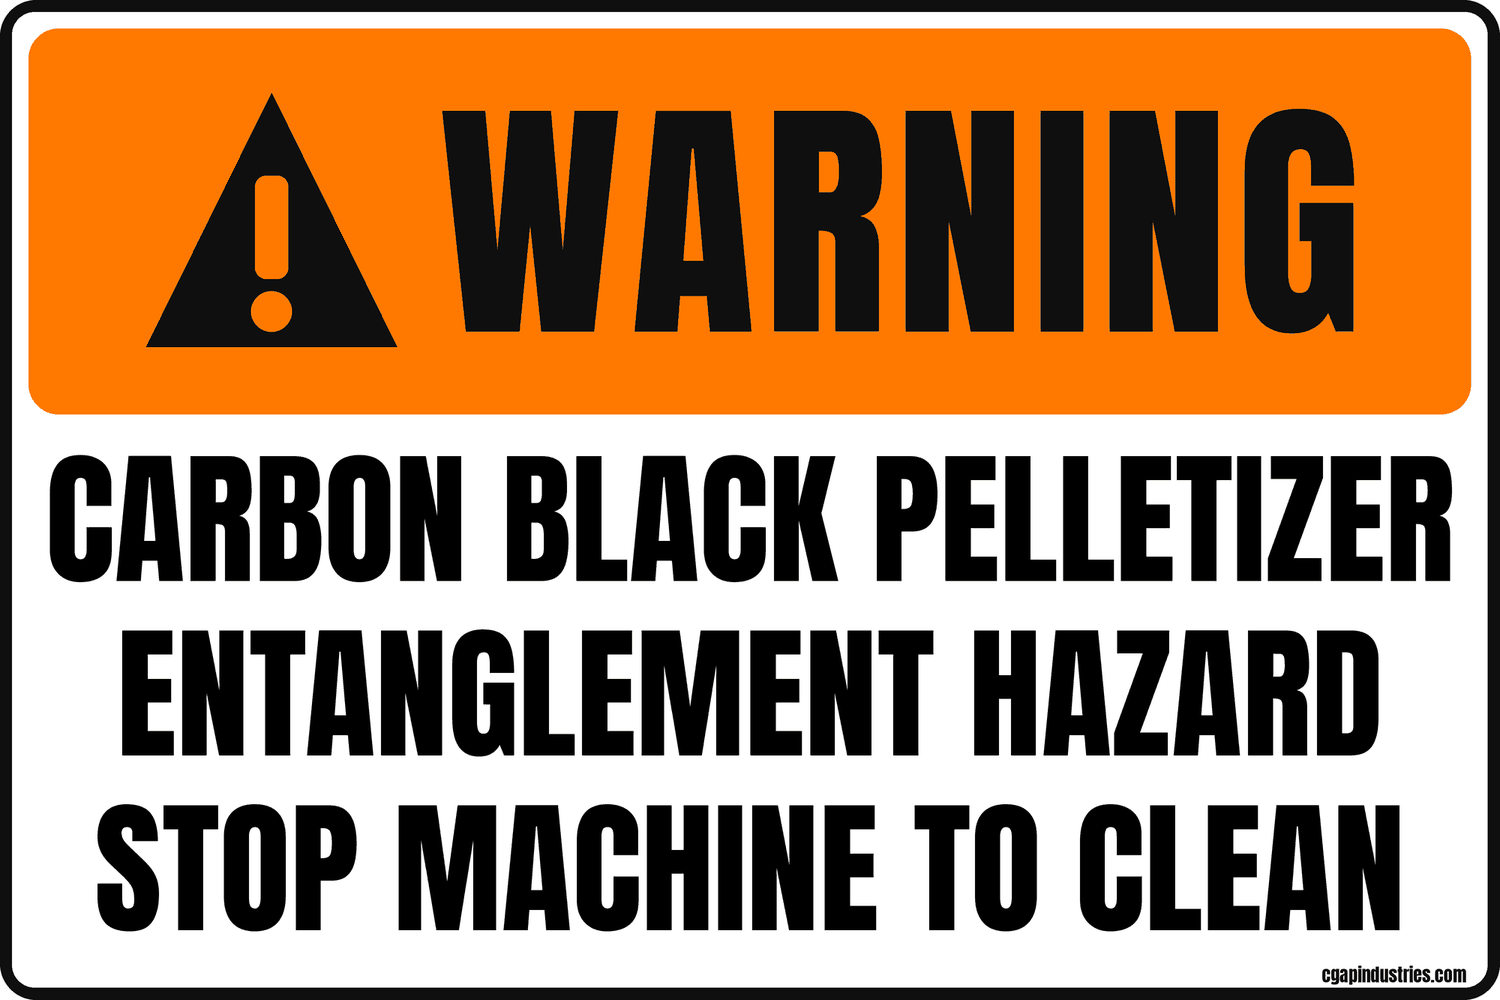 WARNING
CARBON BLACK PELLETIZER
ENTANGLEMENT HAZARD
STOP MACHINE TO CLEAN
cgapindustries.com